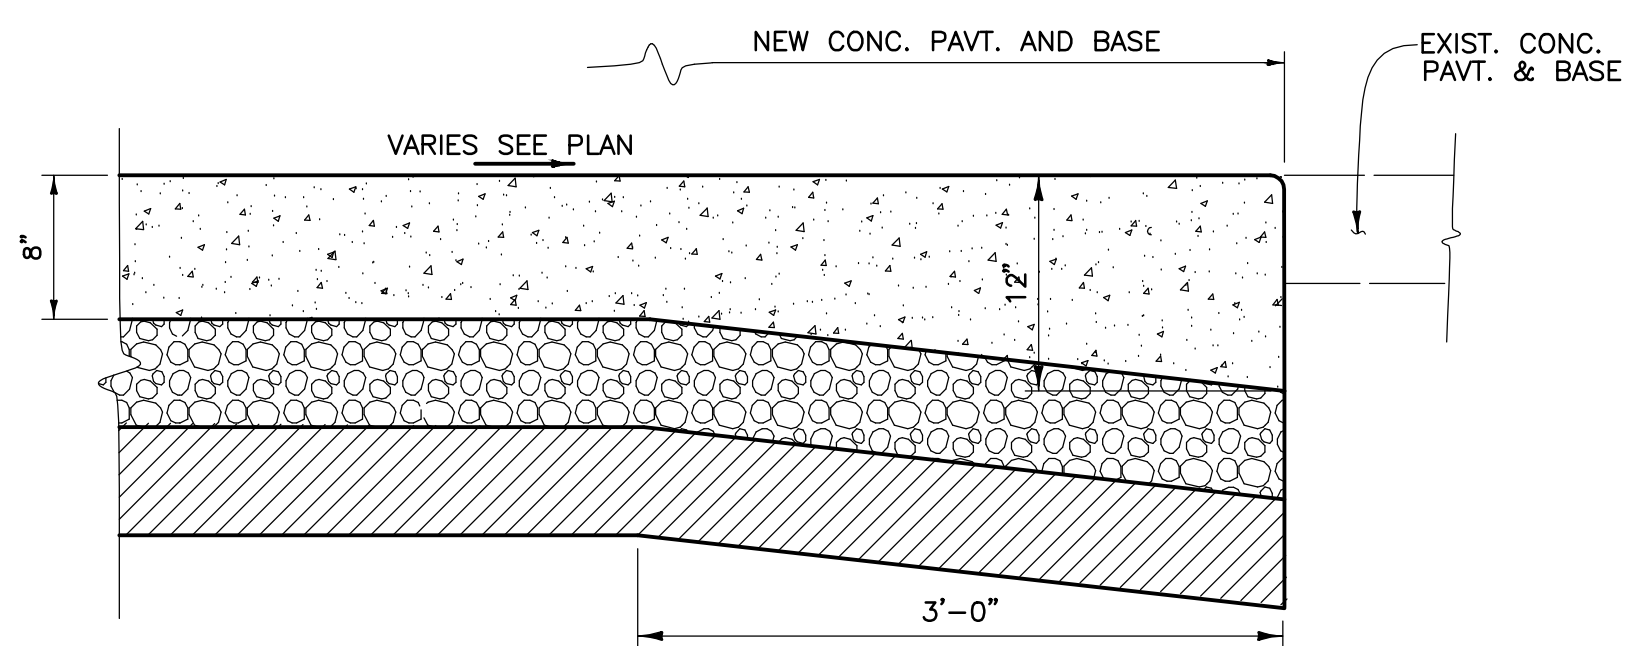 NEW CONC. PAVT. AND BASE
EXIST. CONC.
PAVT. & BASE
VARIES SEE PLAN
8"
12"
3'-0"